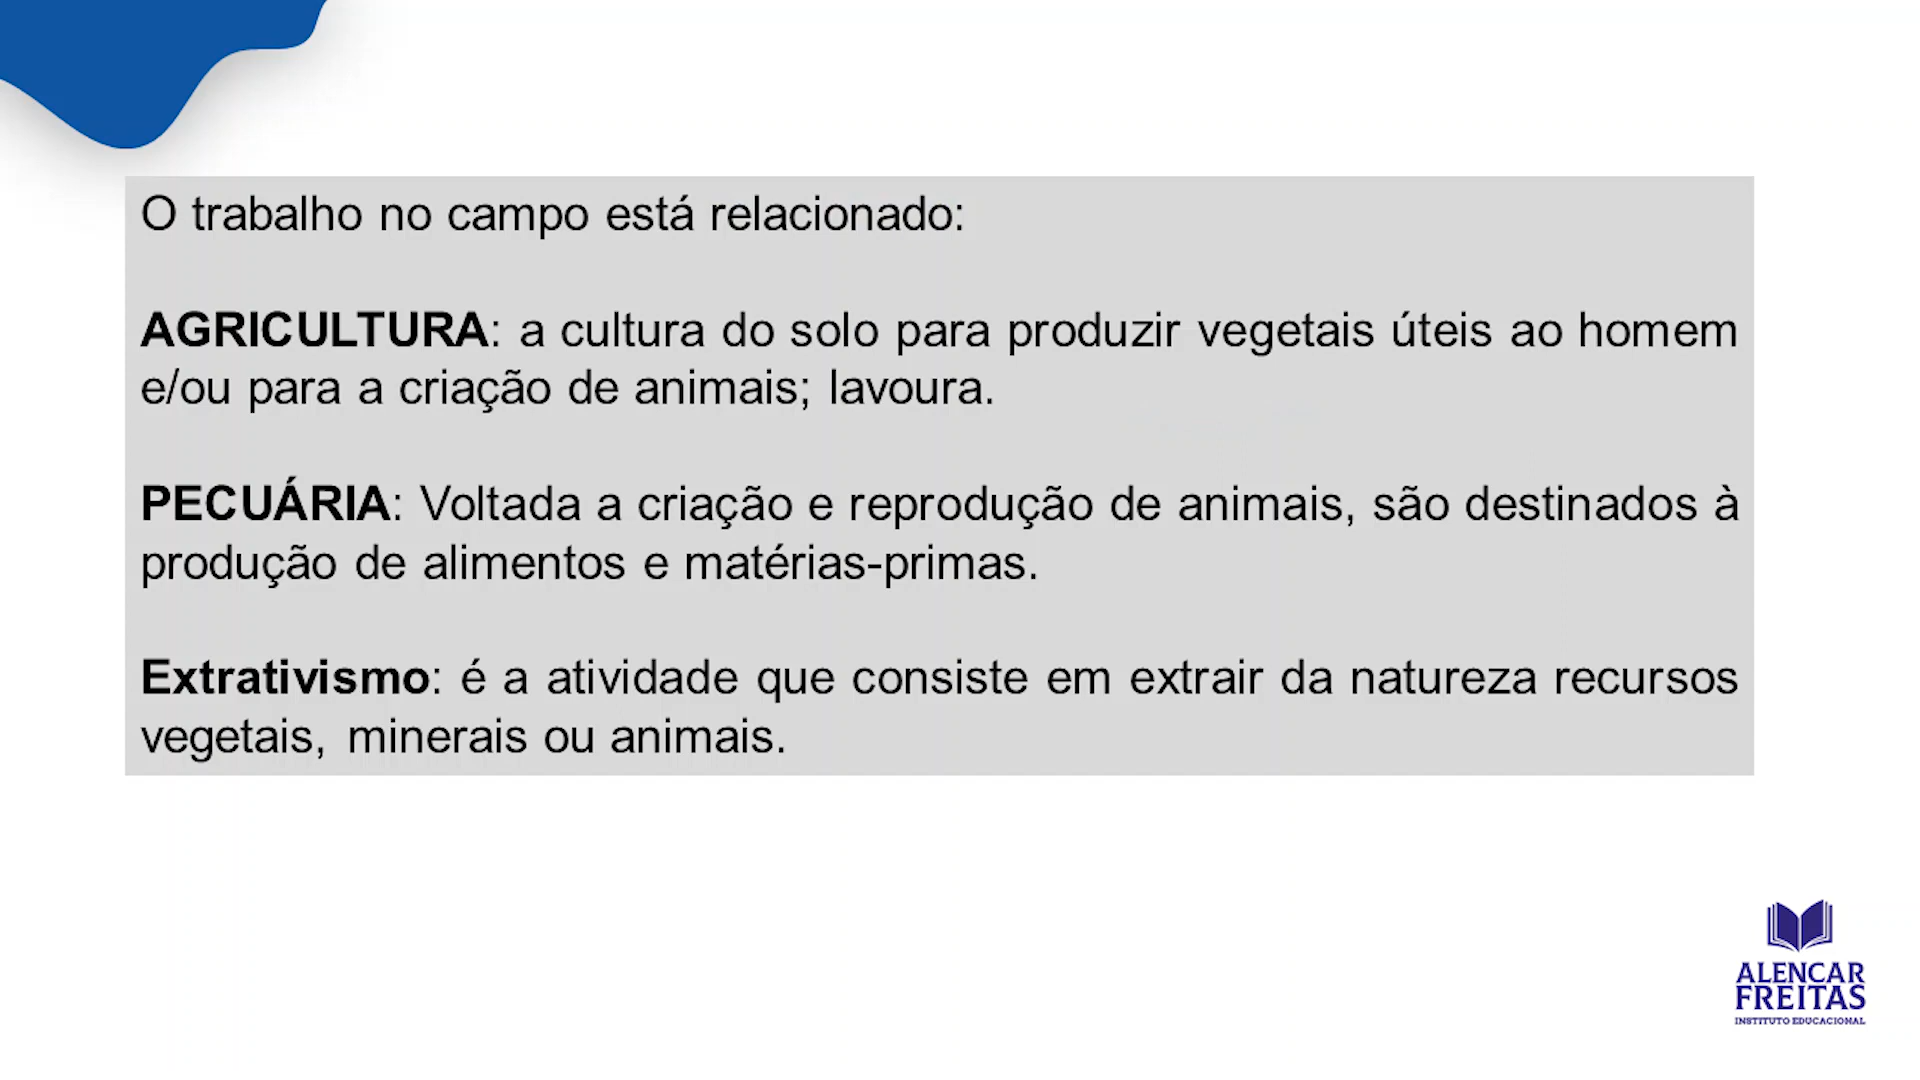 O trabalho no campo está relacionado:
AGRICULTURA: a cultura do solo para produzir vegetais úteis ao homem
e/ou para a criação de animais; lavoura.
PECUÁRIA: Voltada a criação e reprodução de animais, são destinados à
produção de alimentos e matérias-primas.
Extrativismo: é a atividade que consiste em extrair da natureza recursos
vegetais, minerais ou animais.
ALENCAR
FREITAS
INSTITUTO EDUCACIONAL